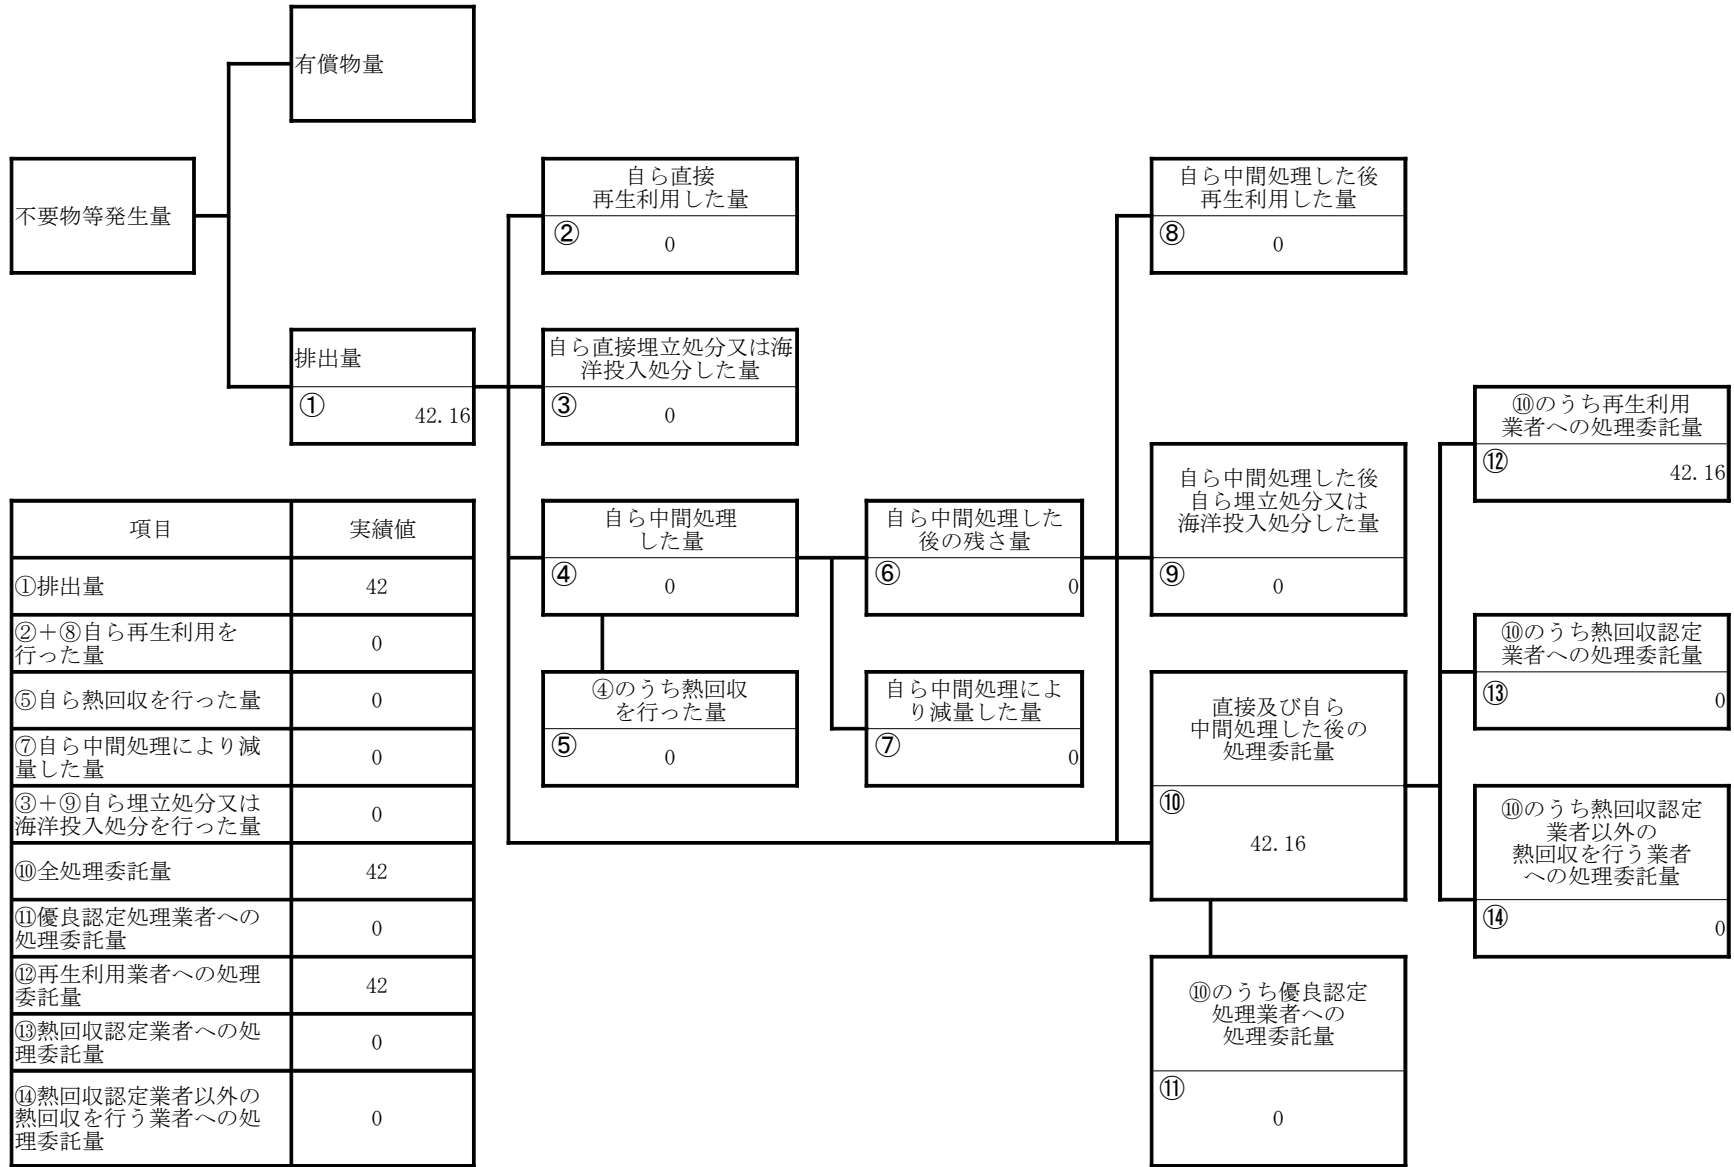 有償物量
不要物等発生量
自ら直接
再生利用した量
②
0
自ら中間処理した後
再生利用した量
⑧
0
排出量
①
42.16
自ら直接埋立処分又は海
洋投入処分した量
③
0
⑩のうち再生利用
業者への処理委託量
⑫
42.16
自ら中間処理
した量
④
0
自ら中間処理した
後の残さ量
⑥
0
自ら中間処理した後
自ら埋立処分又は
海洋投入処分した量
⑨
0
⑩のうち熱回収認定
業者への処理委託量
⑬
0
④のうち熱回収
を行った量
⑤
0
自ら中間処理によ
り減量した量
⑦
0
直接及び自ら
中間処理した後の
処理委託量
⑩
42.16
⑩のうち熱回収認定
業者以外の
熱回収を行う業者
への処理委託量
⑭
0
⑩のうち優良認定
処理業者への
処理委託量
⑪
0
項目 実績値
①排出量 42
②＋⑧自ら再生利用を
行った量 0
⑤自ら熱回収を行った量 0
⑦自ら中間処理により減
量した量 0
③＋⑨自ら埋立処分又は
海洋投入処分を行った量 0
⑩全処理委託量 42
⑪優良認定処理業者への
処理委託量 0
⑫再生利用業者への処理
委託量 42
⑬熱回収認定業者への処
理委託量 0
⑭熱回収認定業者以外の
熱回収を行う業者への処
理委託量 0